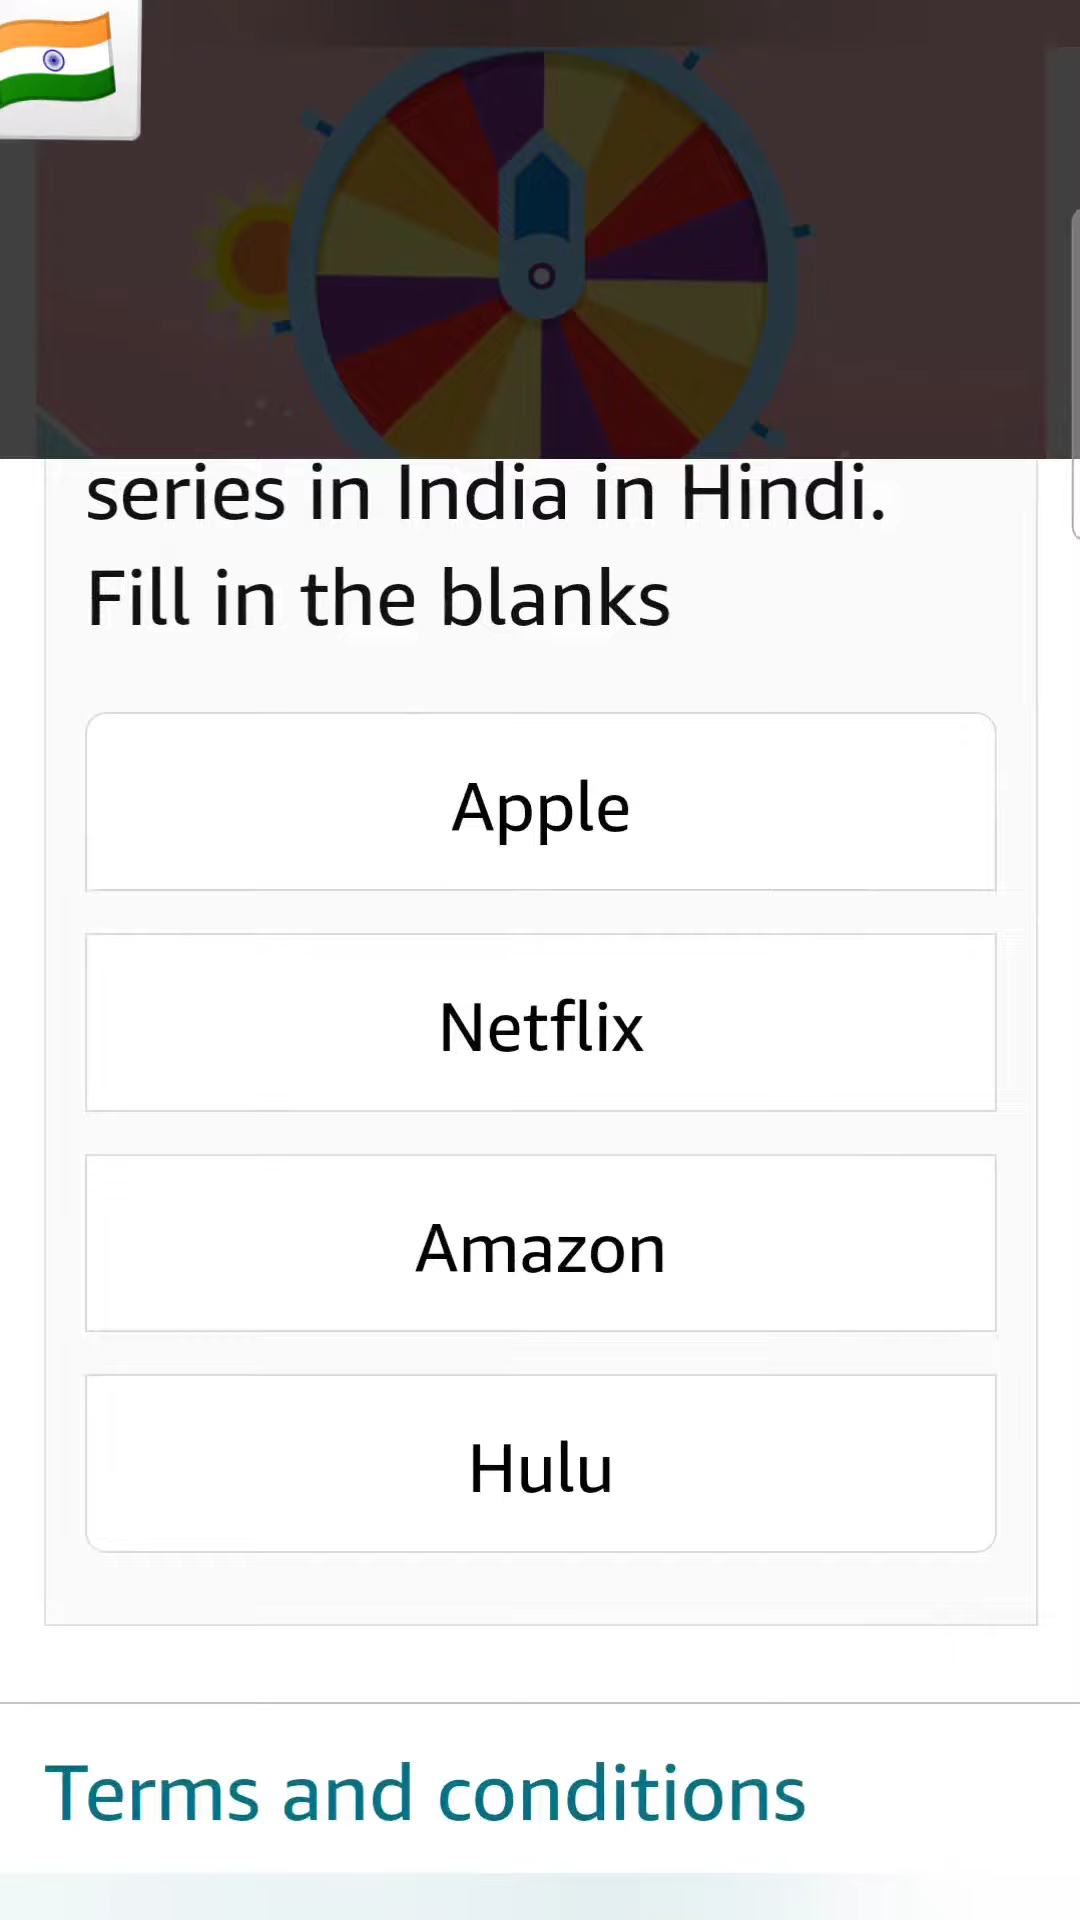 series in India in Hindi.
Fill in the blanks
Apple
Netflix
Amazon
Hulu
Terms and conditions